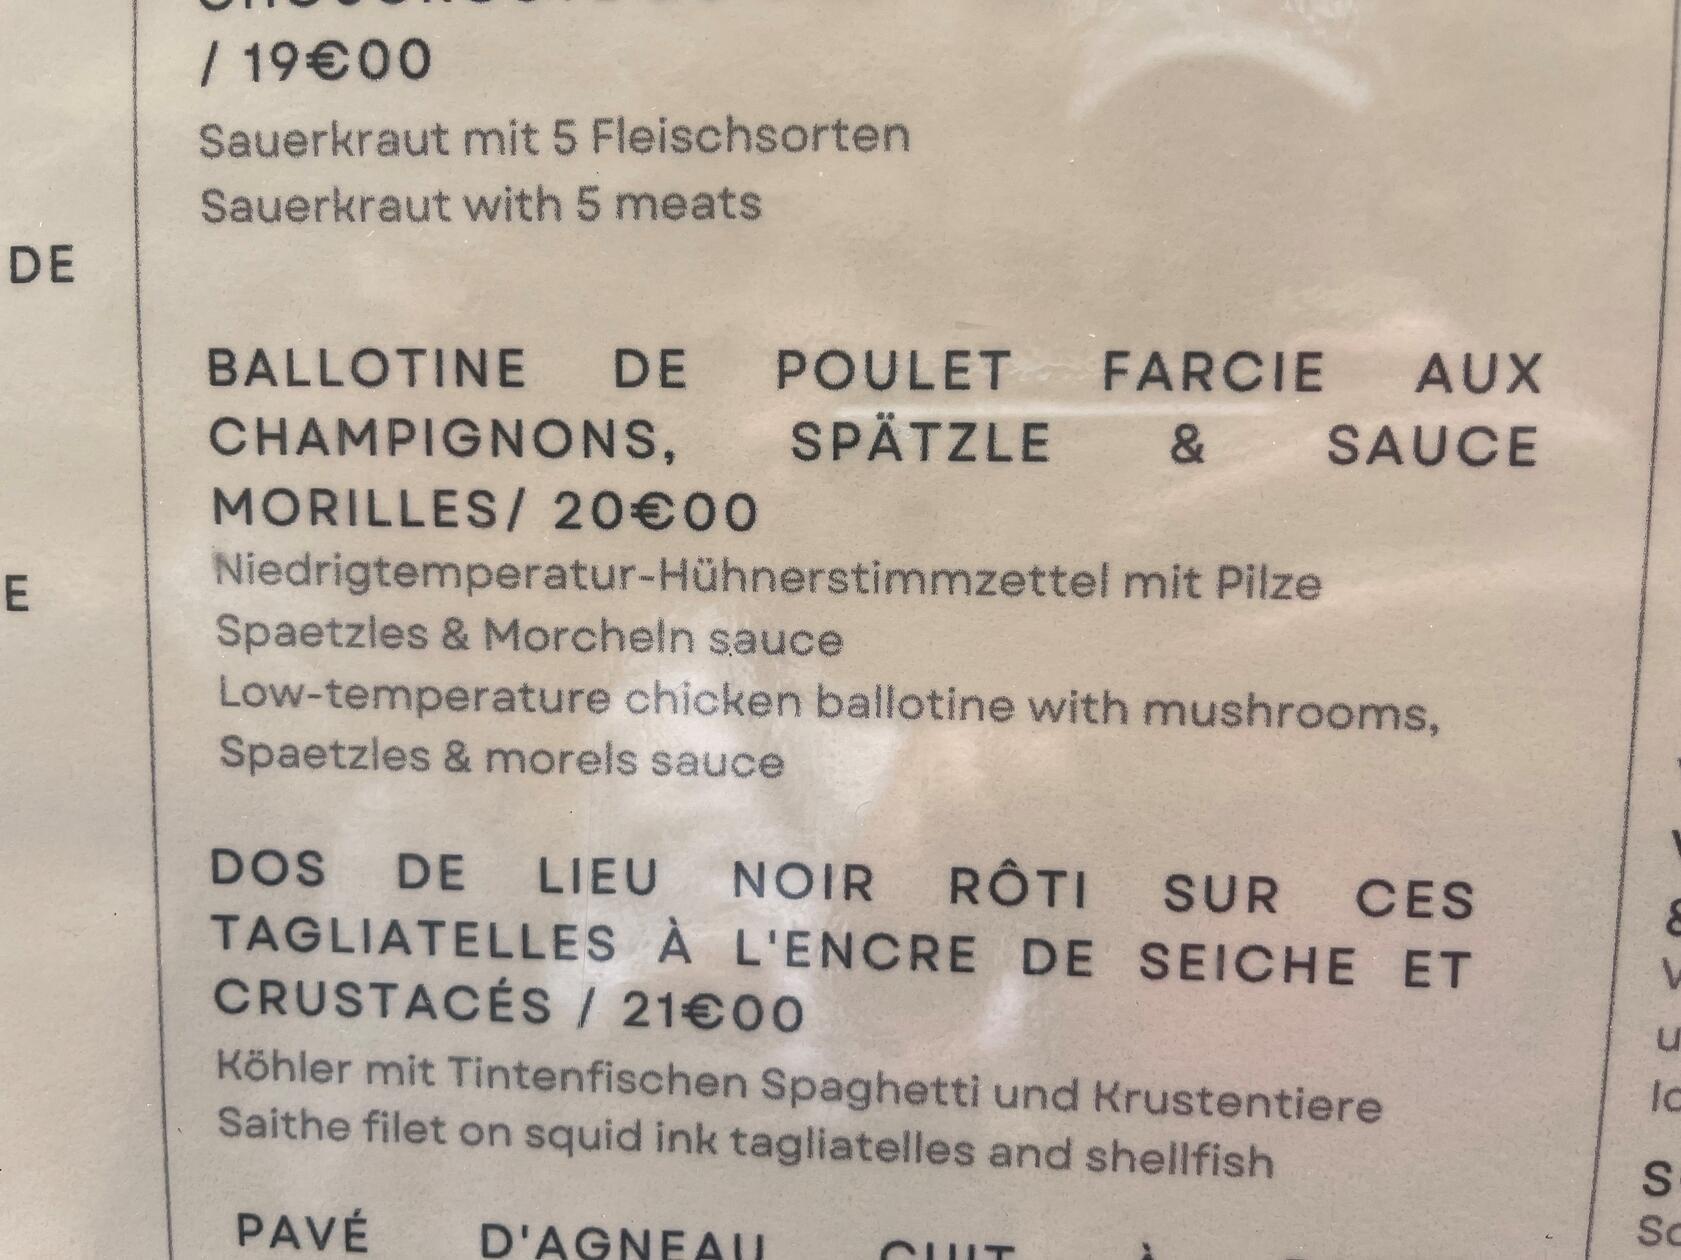 / 19€00
Sauerkraut mit 5 Fleischsorten
Sauerkraut with 5 meats
DE
BALLOTINE DE POULET FARCIE AUX
CHAMPIGNONS, SPÄTZLE & SAUCE
MORILLES/ 20€00
Niedrigtemperatur-Hühnerstimmzettel mit Pilze
E
Spaetzles & Morcheln sauce
Low-temperature chicken ballotine with mushrooms,
Spaetzles & morels sauce
DOS DE LIEU NOIR RÔTI SUR CES
TAGLIATELLES À L'ENCRE DE SEICHE ET
CRUSTACÉS / 21€00
Köhler mit Tintenfischen Spaghetti und Krustentiere
Saithe filet on squid ink tagliatelles and shellfish
PAVÉ D'AGNEAU CUIT À